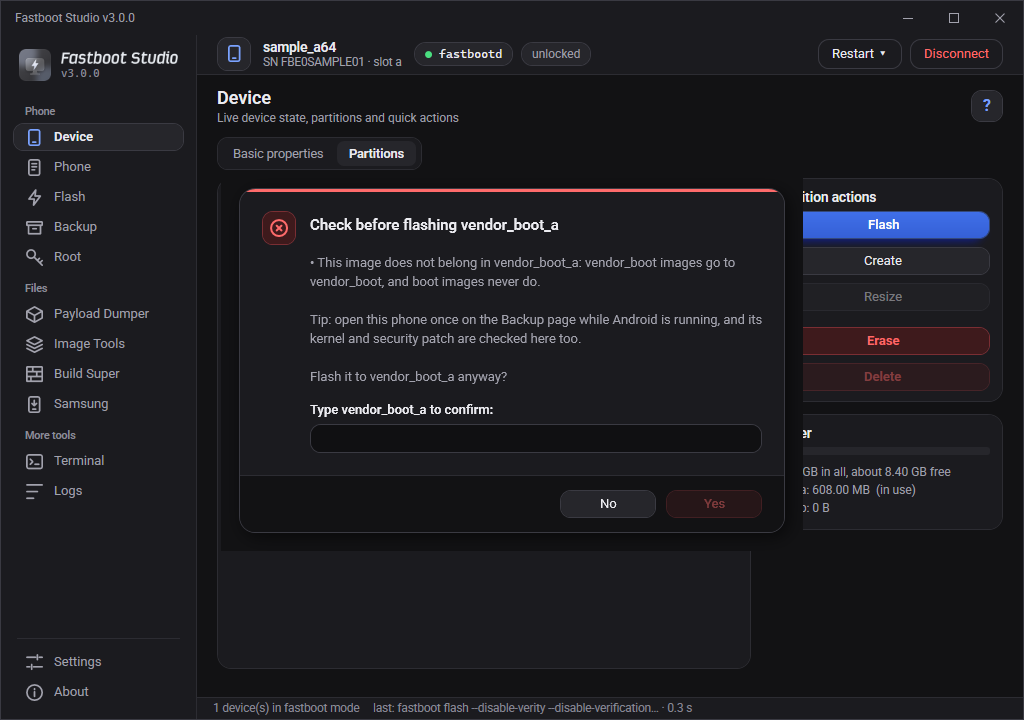 Fastboot Studio v3.0.0
Fastboot Studio
v3.0.0
Phone
Device
Phone
Flash
Backup
Root
Files
Payload Dumper
Image Tools
Build Super
Samsung
More tools
Terminal
Logs
Settings
About
sample_a64
SN FBE0SAMPLE01 · slot a
fastbootd
unlocked
Restart
Disconnect
Device
Live device state, partitions and quick actions
?
Basic properties
Partitions
Check before flashing vendor_boot_a
• This image does not belong in vendor_boot_a: vendor_boot images go to
vendor_boot, and boot images never do.
Tip: open this phone once on the Backup page while Android is running, and its
kernel and security patch are checked here too.
Flash it to vendor_boot_a anyway?
Type vendor_boot_a to confirm:
No
Yes
ition actions
Flash
Create
Resize
Erase
Delete
er
GB in all, about 8.40 GB free
a: 608.00 MB (in use)
: 0 B
1 device(s) in fastboot mode
last: fastboot flash --disable-verity --disable-verification… · 0.3 s